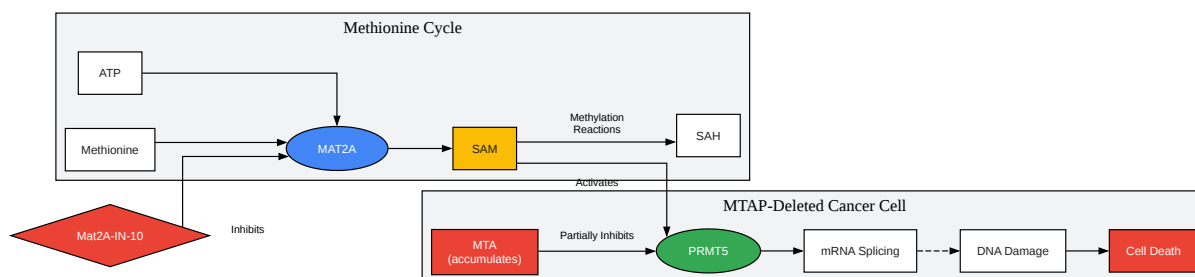 Methionine Cycle
ATP
Methylation
Reactions
SAH
Methionine
MAT2A
SAM
Activates
MTAP-Deleted Cancer Cell
Mat2A-IN-10
Inhibits
MTA
(accumulates)
Partially Inhibits
PRMT5
mRNA Splicing
DNA Damage
Cell Death